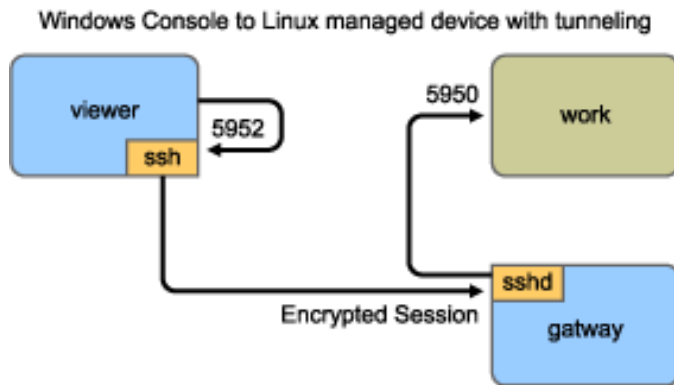 Windows Console to Linux managed device with tunneling
viewer
5952
ssh
5950
work
sshd
Encrypted Session
gatway